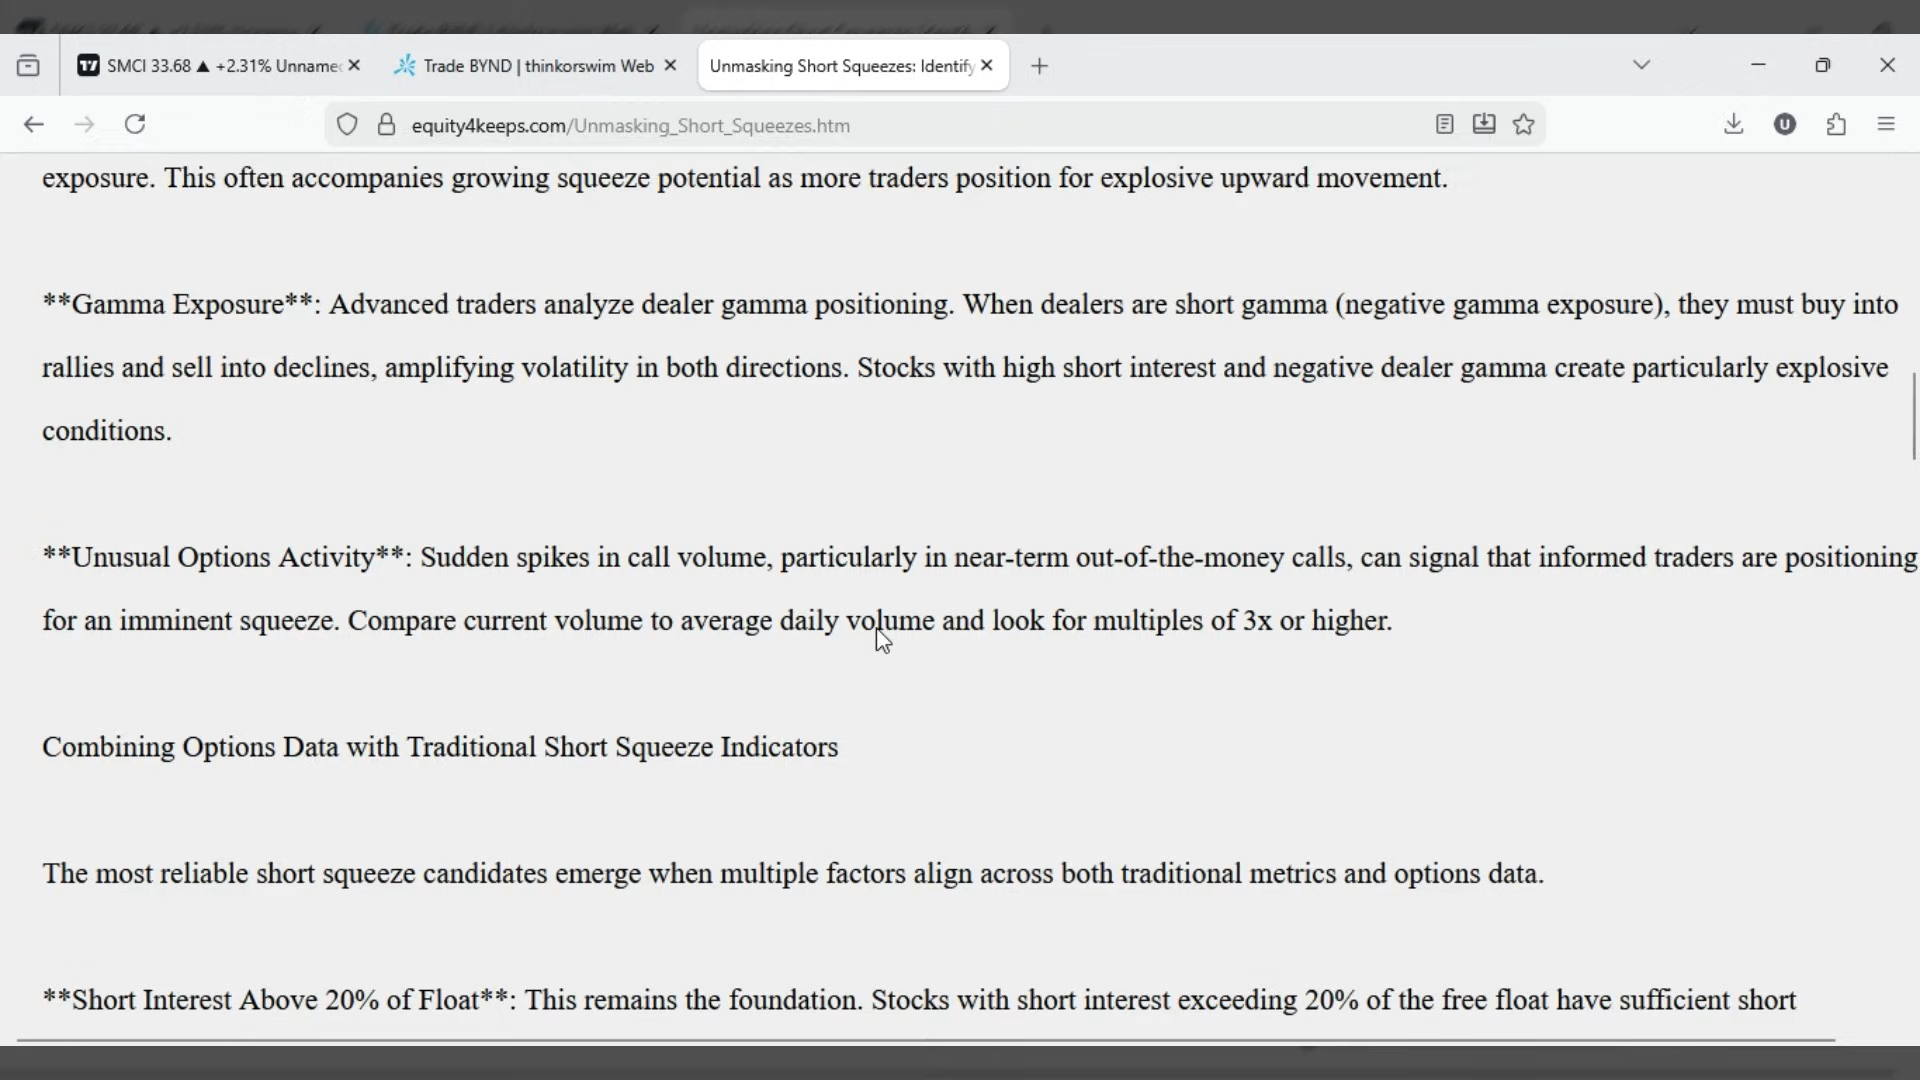 SMCI 33.68 ▲ +2.31% Unname
Trade BYND | thinkorswim Web
Unmasking Short Squeezes: Identify
equity4keeps.com/Unmasking_Short_Squeezes.htm
U
exposure. This often accompanies growing squeeze potential as more traders position for explosive upward movement.
**Gamma Exposure**: Advanced traders analyze dealer gamma positioning. When dealers are short gamma (negative gamma exposure), they must buy into
rallies and sell into declines, amplifying volatility in both directions. Stocks with high short interest and negative dealer gamma create particularly explosive
conditions.
**Unusual Options Activity**: Sudden spikes in call volume, particularly in near-term out-of-the-money calls, can signal that informed traders are positioning
for an imminent squeeze. Compare current volume to average daily volume and look for multiples of 3x or higher.
Combining Options Data with Traditional Short Squeeze Indicators
The most reliable short squeeze candidates emerge when multiple factors align across both traditional metrics and options data.
**Short Interest Above 20% of Float**: This remains the foundation. Stocks with short interest exceeding 20% of the free float have sufficient short